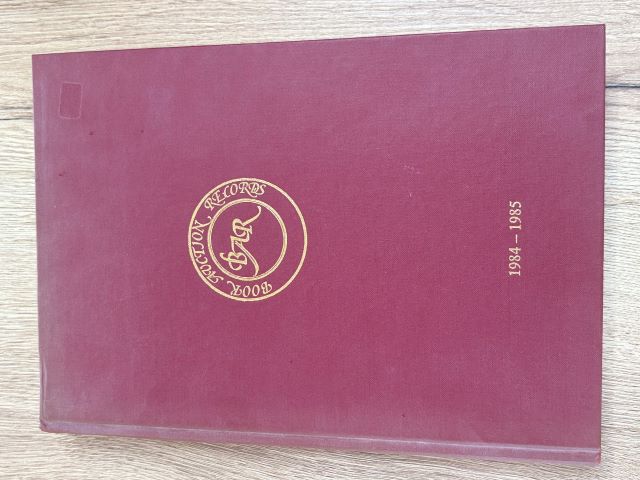 BOOK AUCTION RECORDS
BAR
1984 – 1985